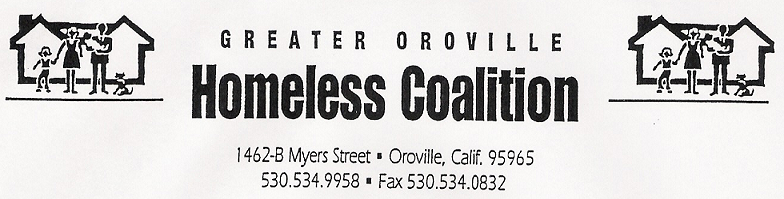 GREATER OROVILLE
Homeless Coalition
1462-B Myers Street ▪ Oroville, Calif. 95965
530.534.9958 ▪ Fax 530.534.0832